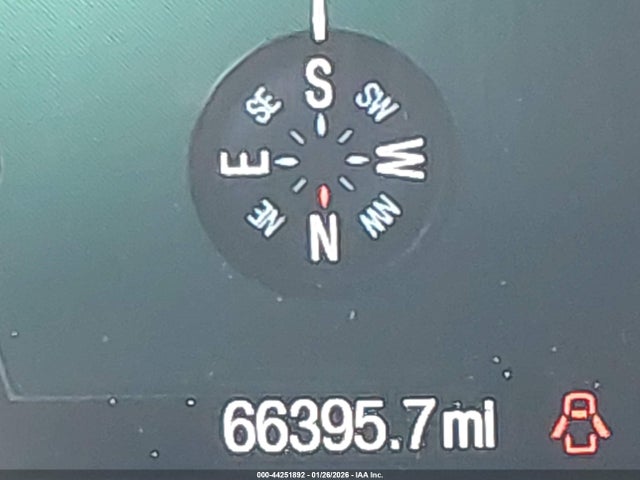 S
SE SW
E W
NE NW
N
66395.7 mi
000-44251892 - 01/26/2026 - IAA Inc.